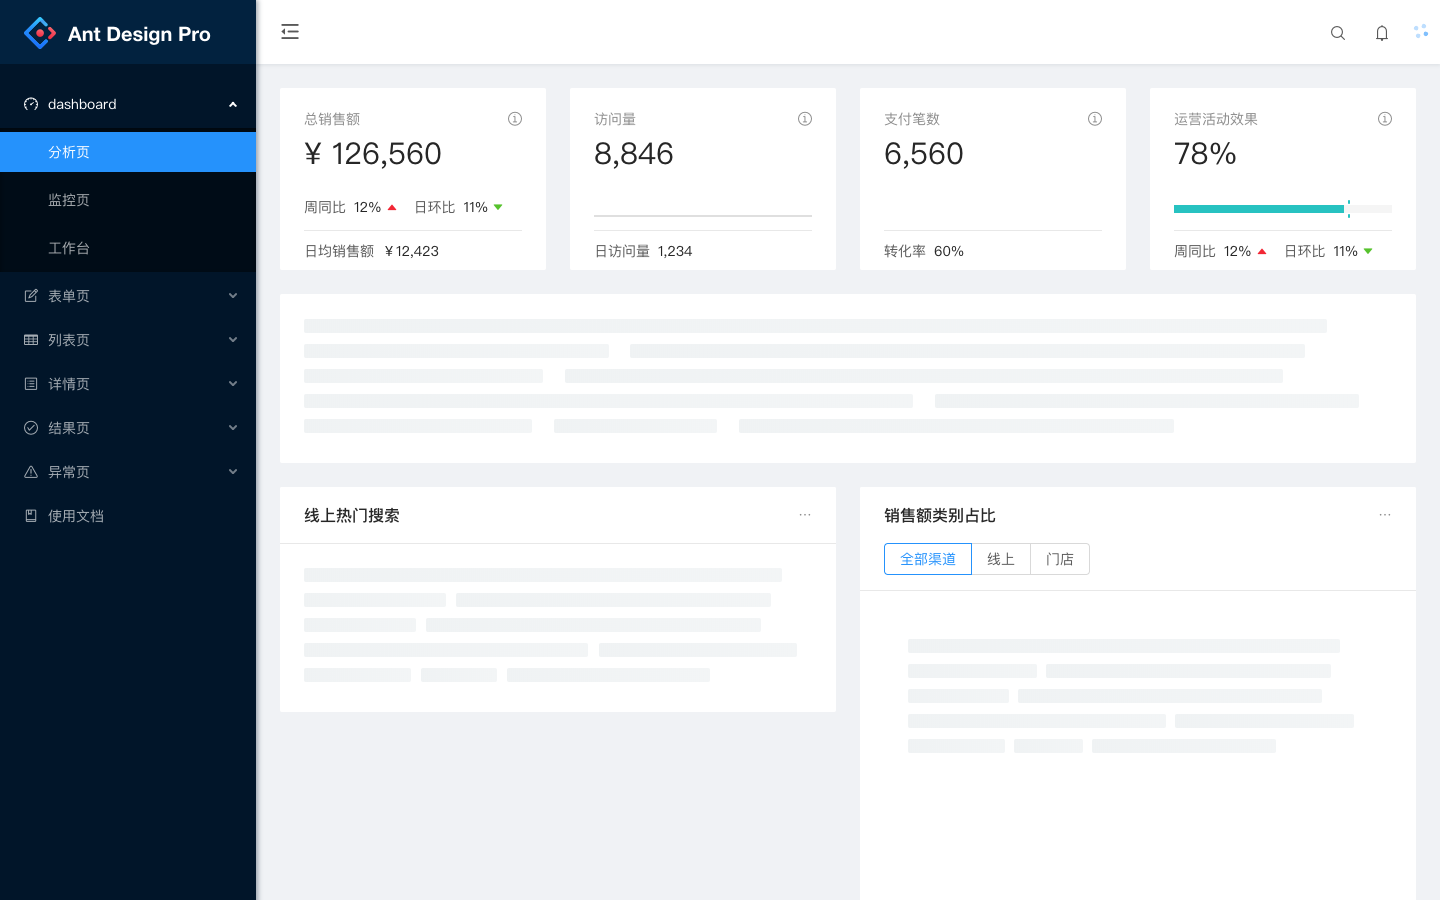 Ant Design Pro
dashboard
分析页
监控页
工作台
表单页
列表页
详情页
结果页
异常页
使用文档
总销售额
¥ 126,560
周同比 12% 日环比 11%
日均销售额 ¥12,423
访问量
8,846
日访问量 1,234
支付笔数
6,560
转化率 60%
运营活动效果
78%
周同比 12% 日环比 11%
线上热门搜索
销售额类别占比
全部渠道 线上 门店